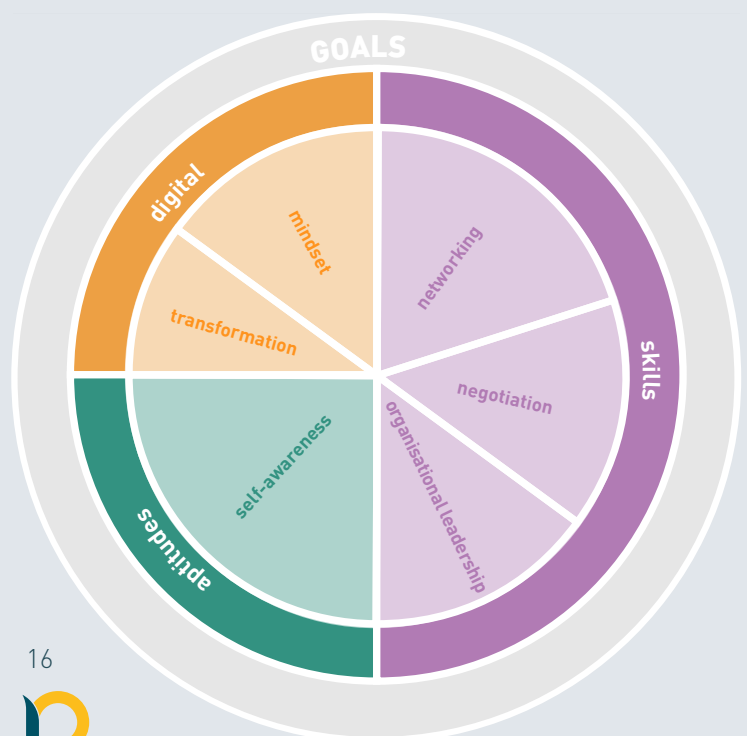 GOALS
digital
mindset
transformation
networking
skills
negotiation
organisational leadership
self-awareness
aptitudes
16